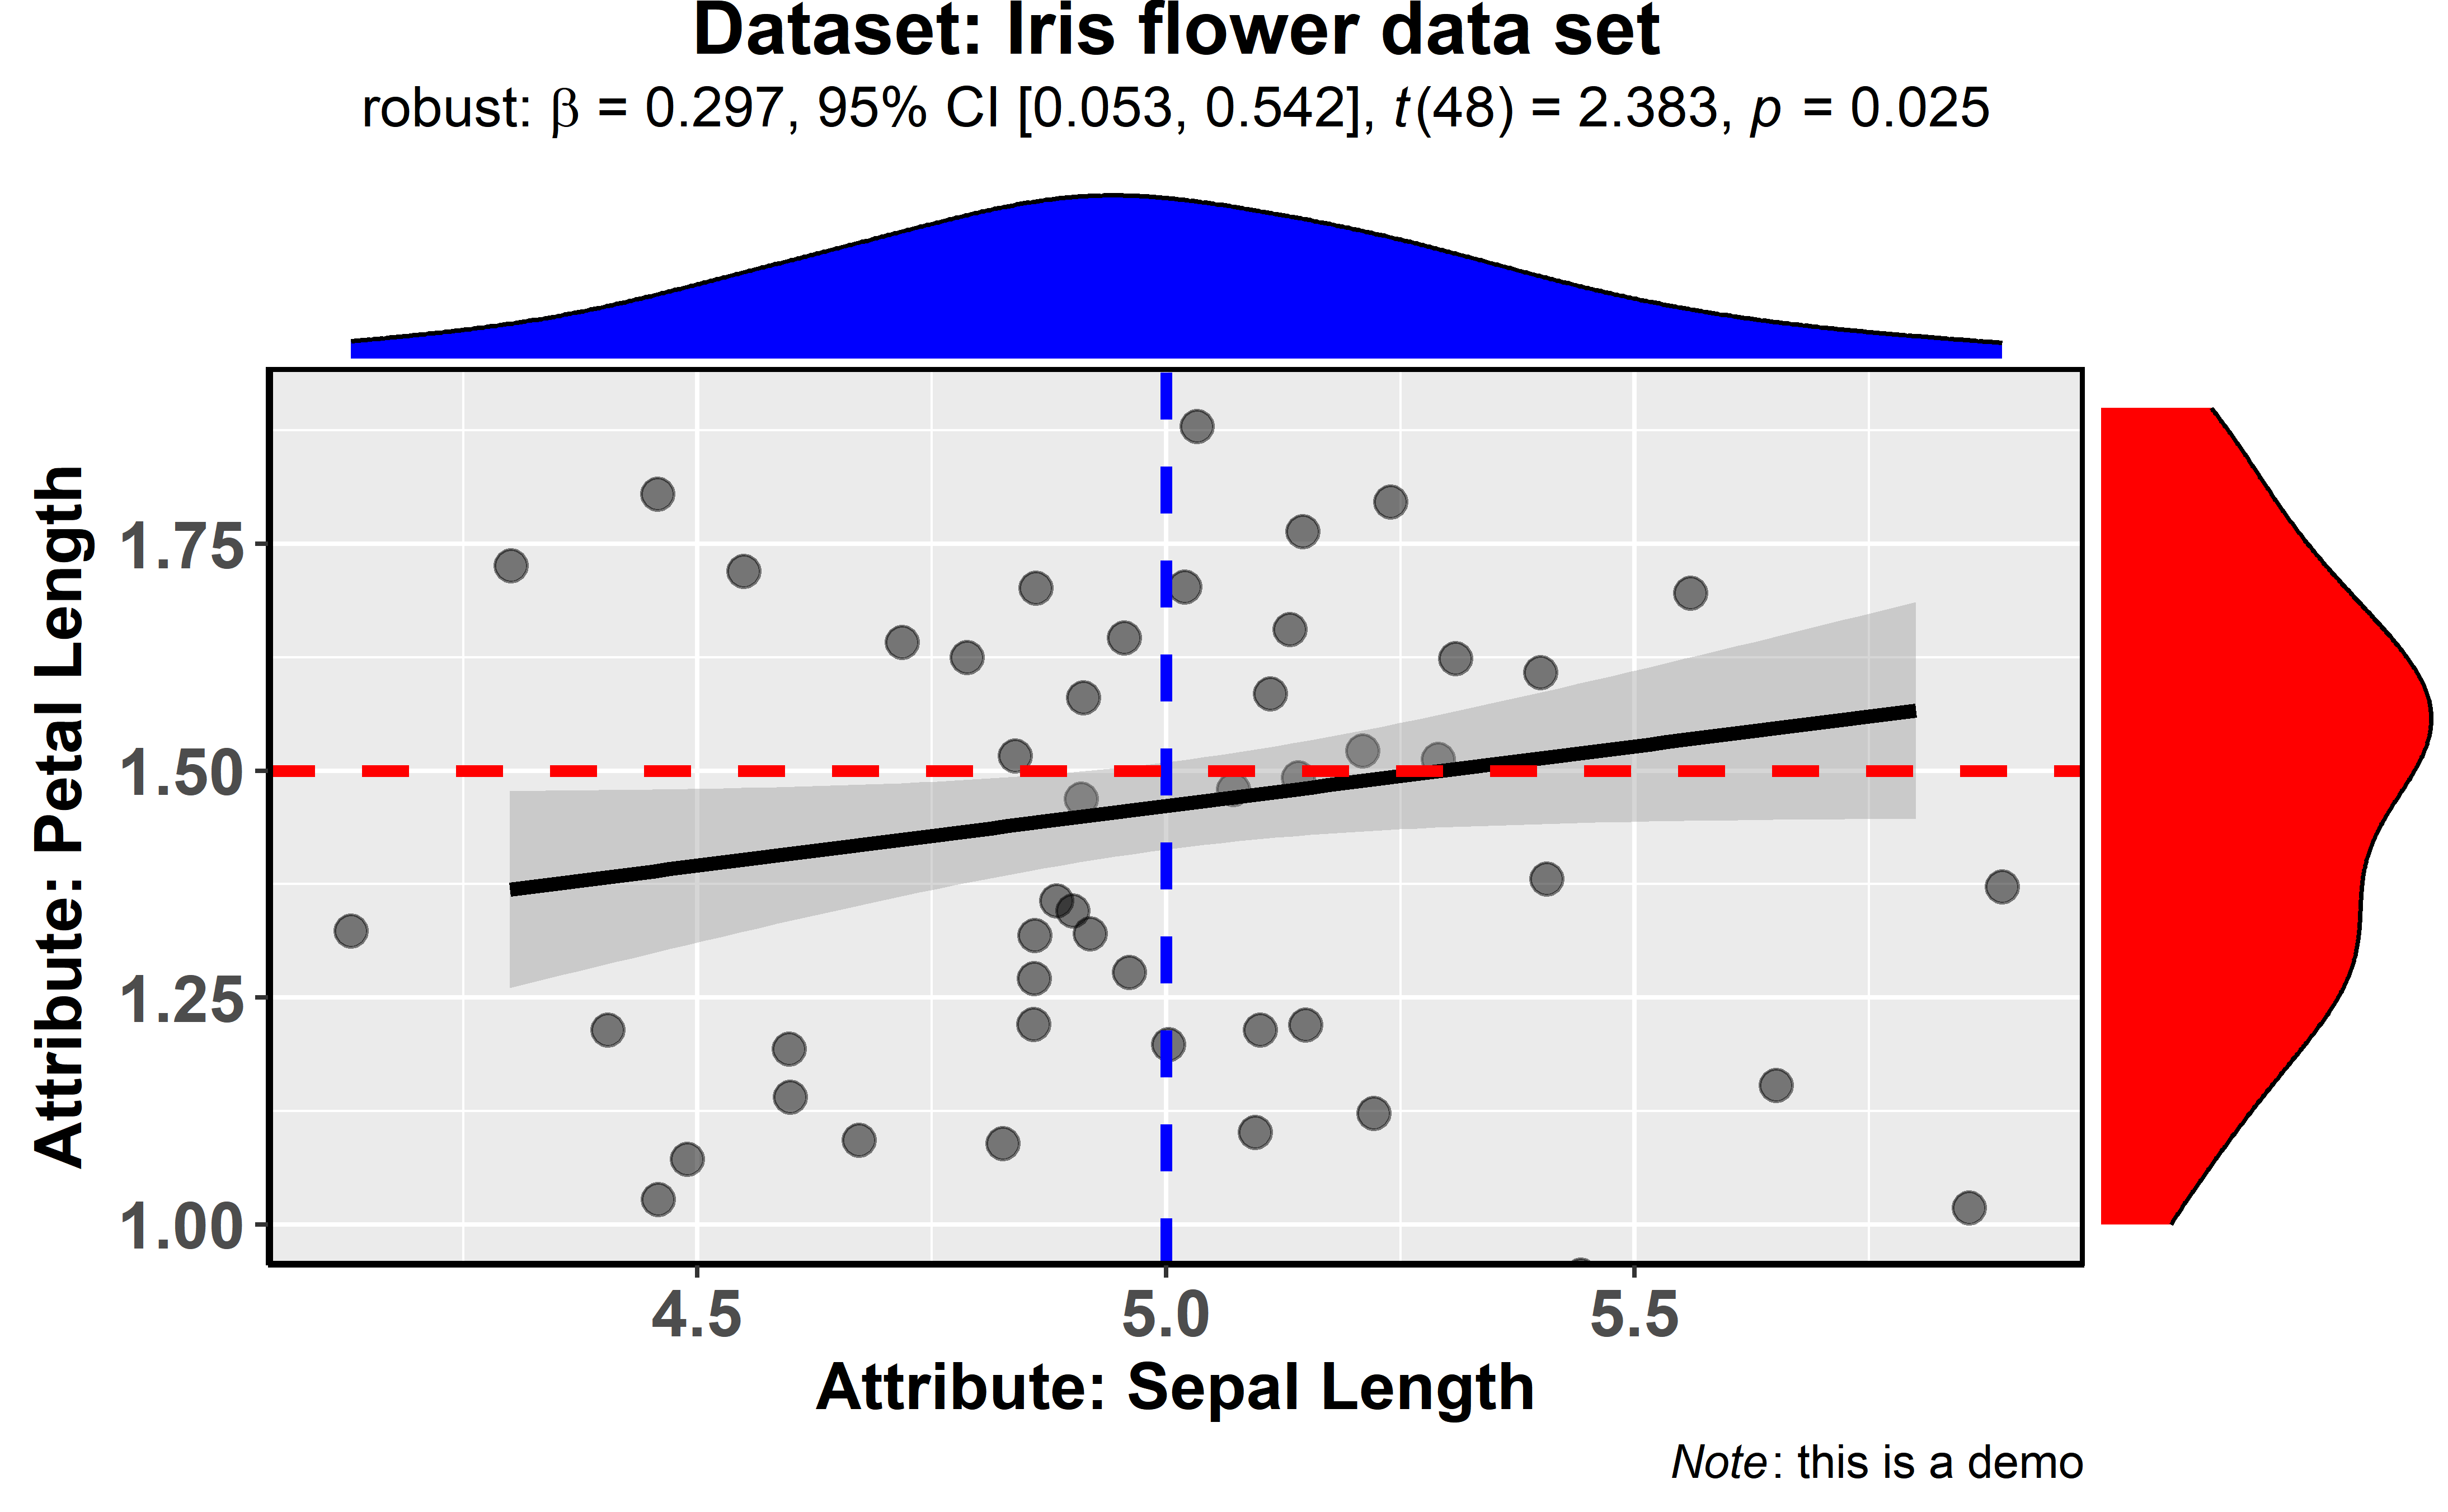 Dataset: Iris flower data set
robust: β = 0.297, 95% CI [0.053, 0.542], t(48) = 2.383, p = 0.025
Attribute: Petal Length
1.75
1.50
1.25
1.00
4.5 5.0 5.5
Attribute: Sepal Length
Note: this is a demo